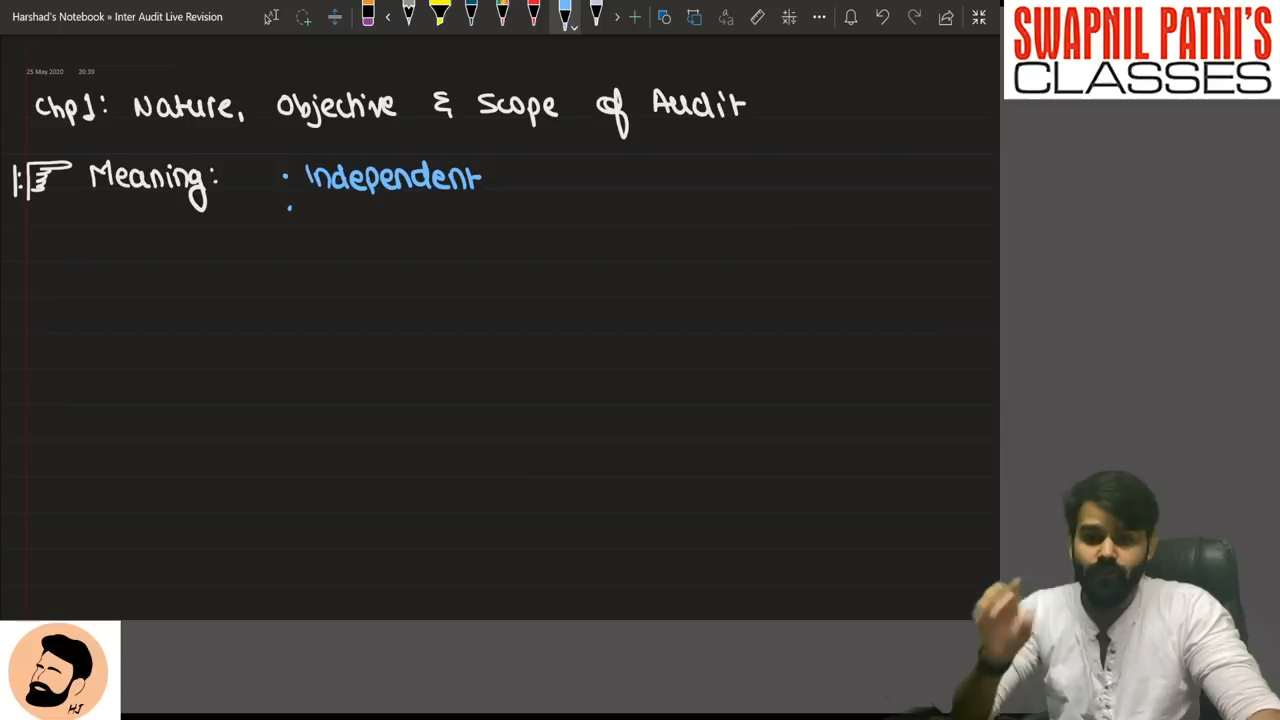 Harshad's Notebook » Inter Audit Live Revision
SWAPNIL PATNI'S
CLASSES
25 May 2020 20:39
Chp1: Nature, Objective & Scope of Audit
Meaning: • Independent
•
HJ